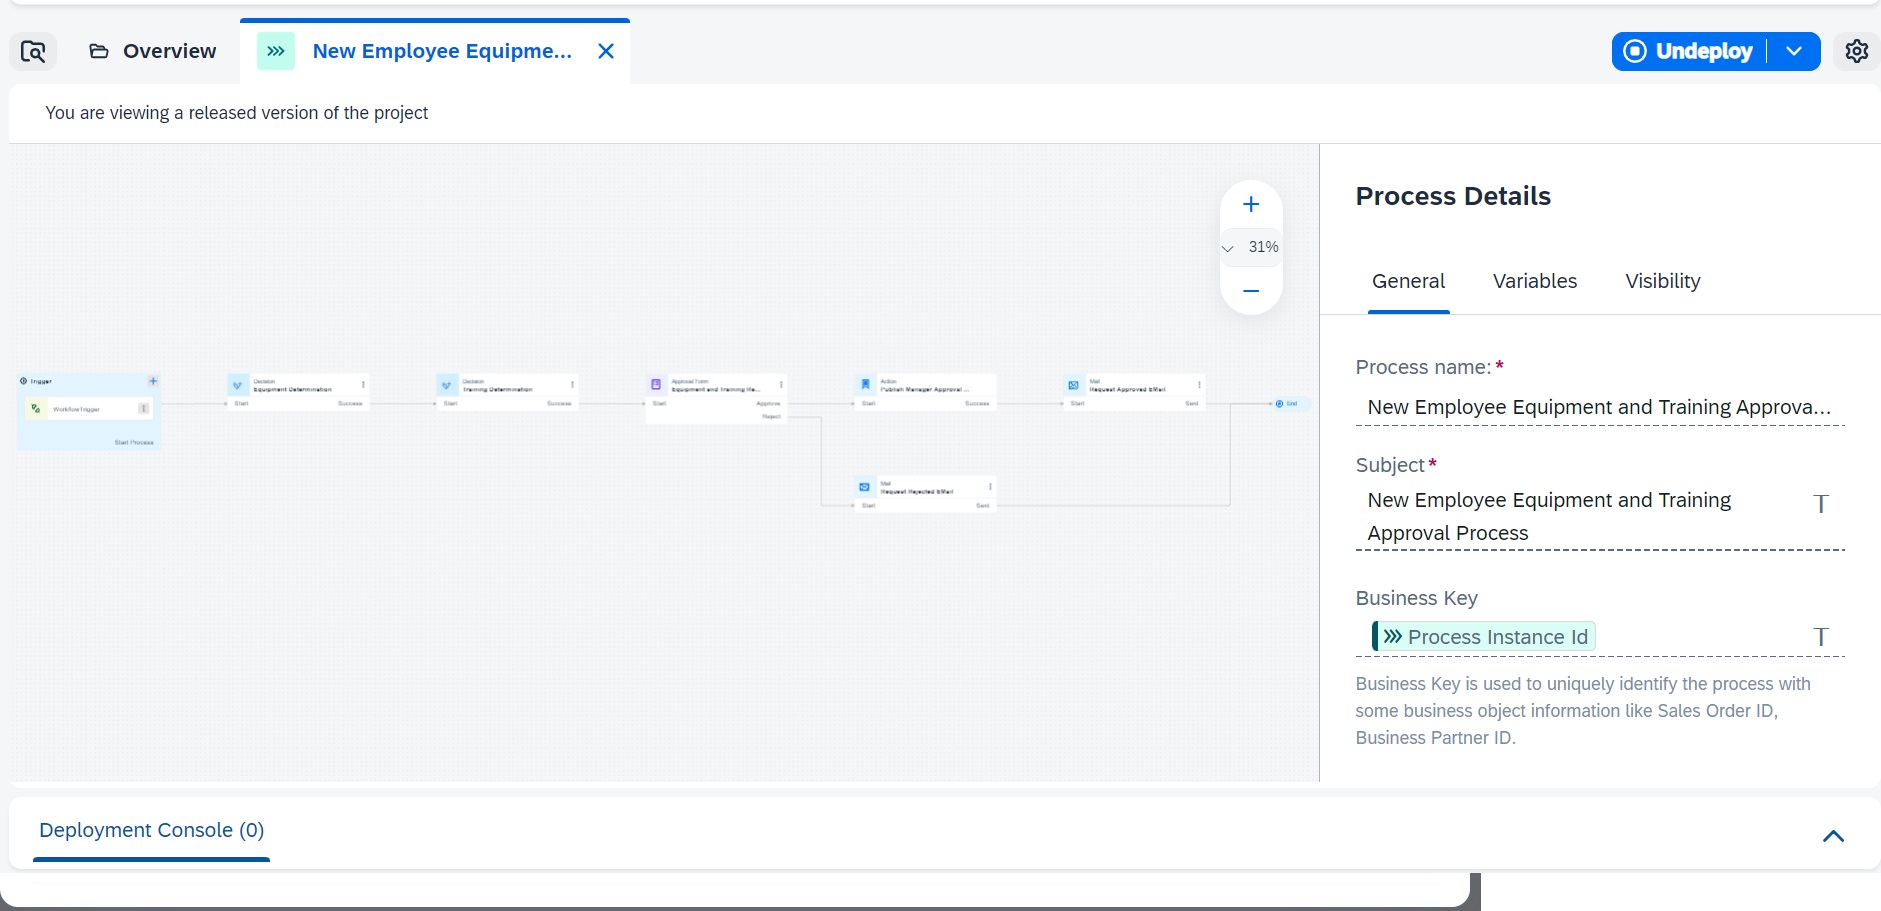 Overview
New Employee Equipme...
Undeploy
You are viewing a released version of the project
31%
Trigger
WorkflowTrigger
Start Process
Decision
Equipment Determination
Start
Success
Decision
Training Determination
Start
Success
Approval Form
Equipment and Training Re...
Start
Approve
Reject
Action
Publish Manager Approval ...
Start
Success
Mail
Request Approved EMail
Start
Sent
End
Mail
Request Rejected EMail
Start
Sent
Process Details
General
Variables
Visibility
Process name:*
New Employee Equipment and Training Approva...
Subject*
New Employee Equipment and Training
Approval Process
Business Key
Process Instance Id
Business Key is used to uniquely identify the process with
some business object information like Sales Order ID,
Business Partner ID.
Deployment Console (0)